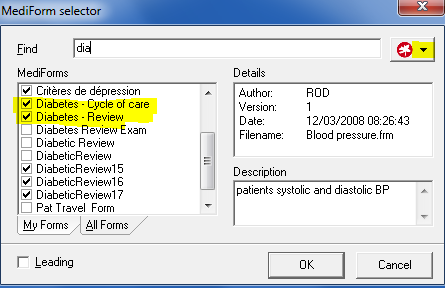 MediForm selector
Find
dia
MediForms
Critères de dépression
Diabetes - Cycle of care
Diabetes - Review
Diabetes Review Exam
Diabetic Review
DiabeticReview
DiabeticReview15
DiabeticReview16
DiabeticReview17
Pat Travel Form
My Forms
All Forms
Details
Author: ROD
Version: 1
Date: 12/03/2008 08:26:43
Filename: Blood pressure.frm
Description
patients systolic and diastolic BP
Leading
OK
Cancel